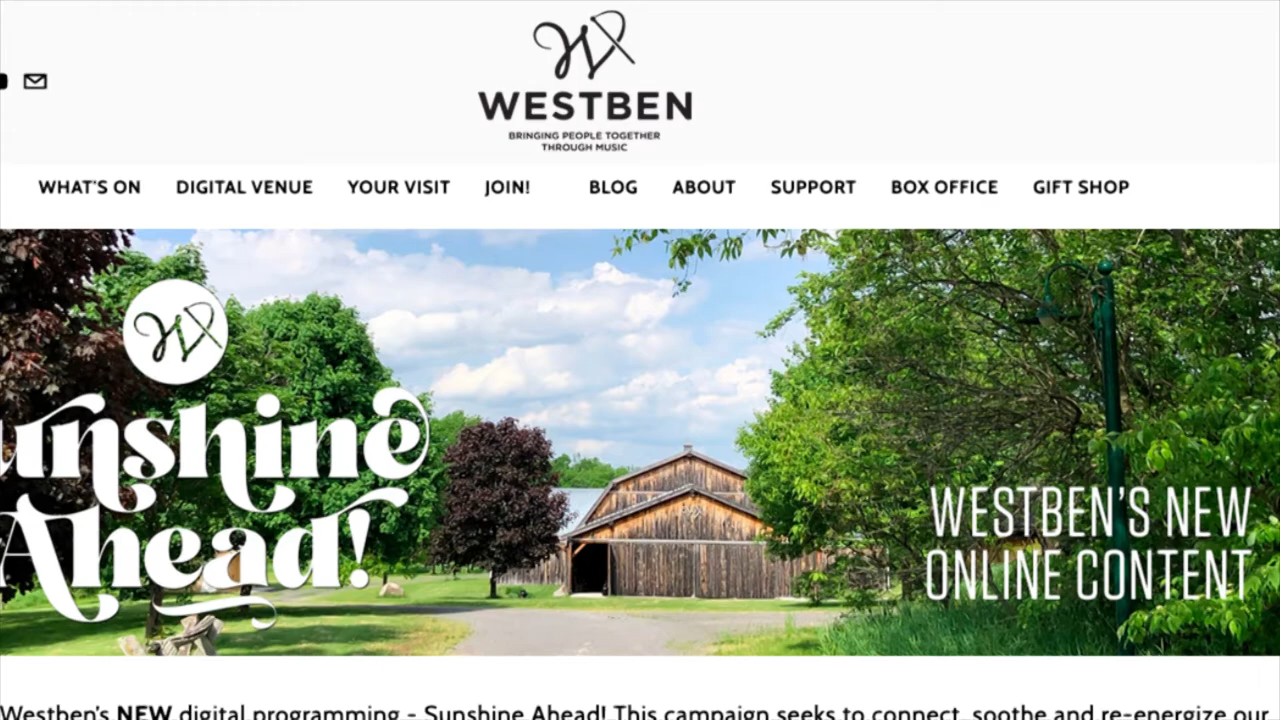 WESTBEN
BRINGING PEOPLE TOGETHER
THROUGH MUSIC
WHAT'S ON DIGITAL VENUE YOUR VISIT JOIN! BLOG ABOUT SUPPORT BOX OFFICE GIFT SHOP
unshine
Ahead!
WESTBEN'S NEW
ONLINE CONTENT
Westben's NEW digital programming - Sunshine Ahead! This campaign seeks to connect, soothe and re-energize our